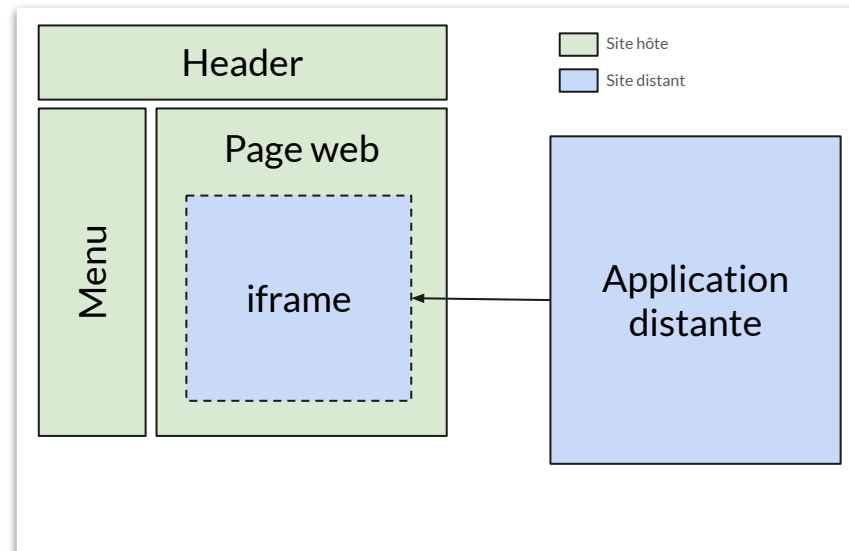 Header
Site hôte
Site distant
Page web
Menu
iframe
Application
distante